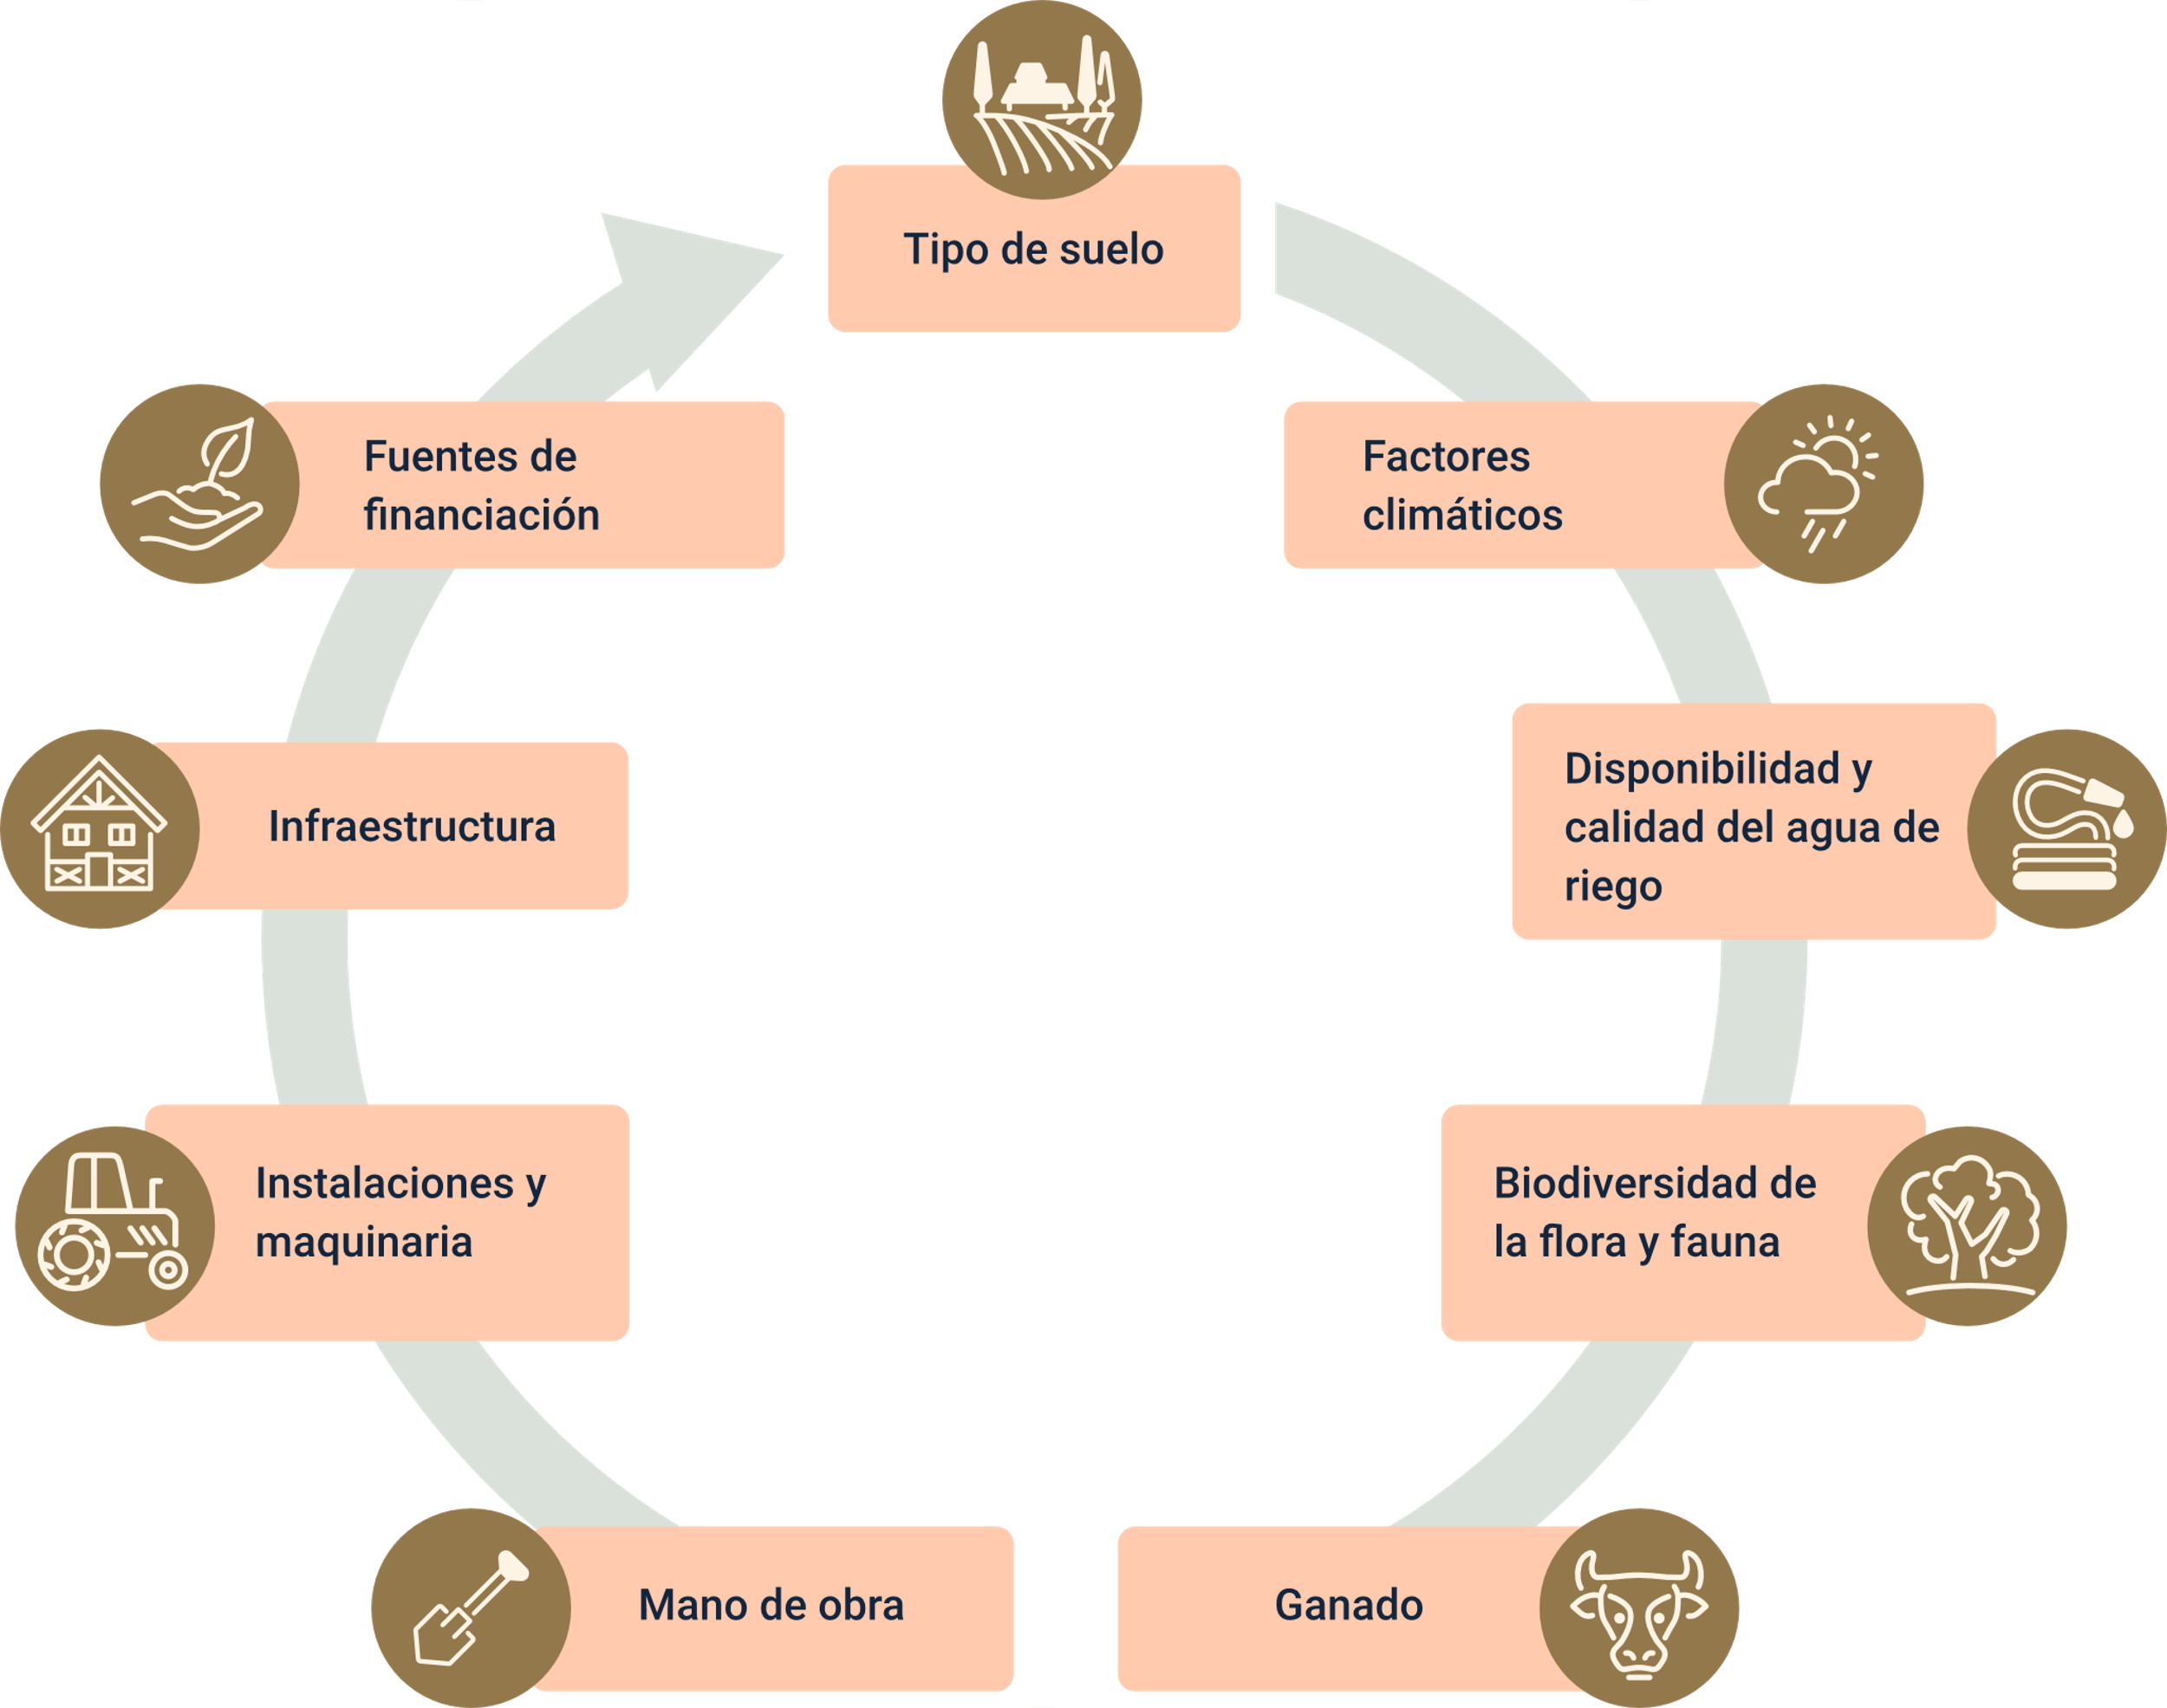 Tipo de suelo
Factores
climáticos
Disponibilidad y
calidad del agua de
riego
Biodiversidad de
la flora y fauna
Ganado
Mano de obra
Instalaciones y
maquinaria
Infraestructura
Fuentes de
financiación